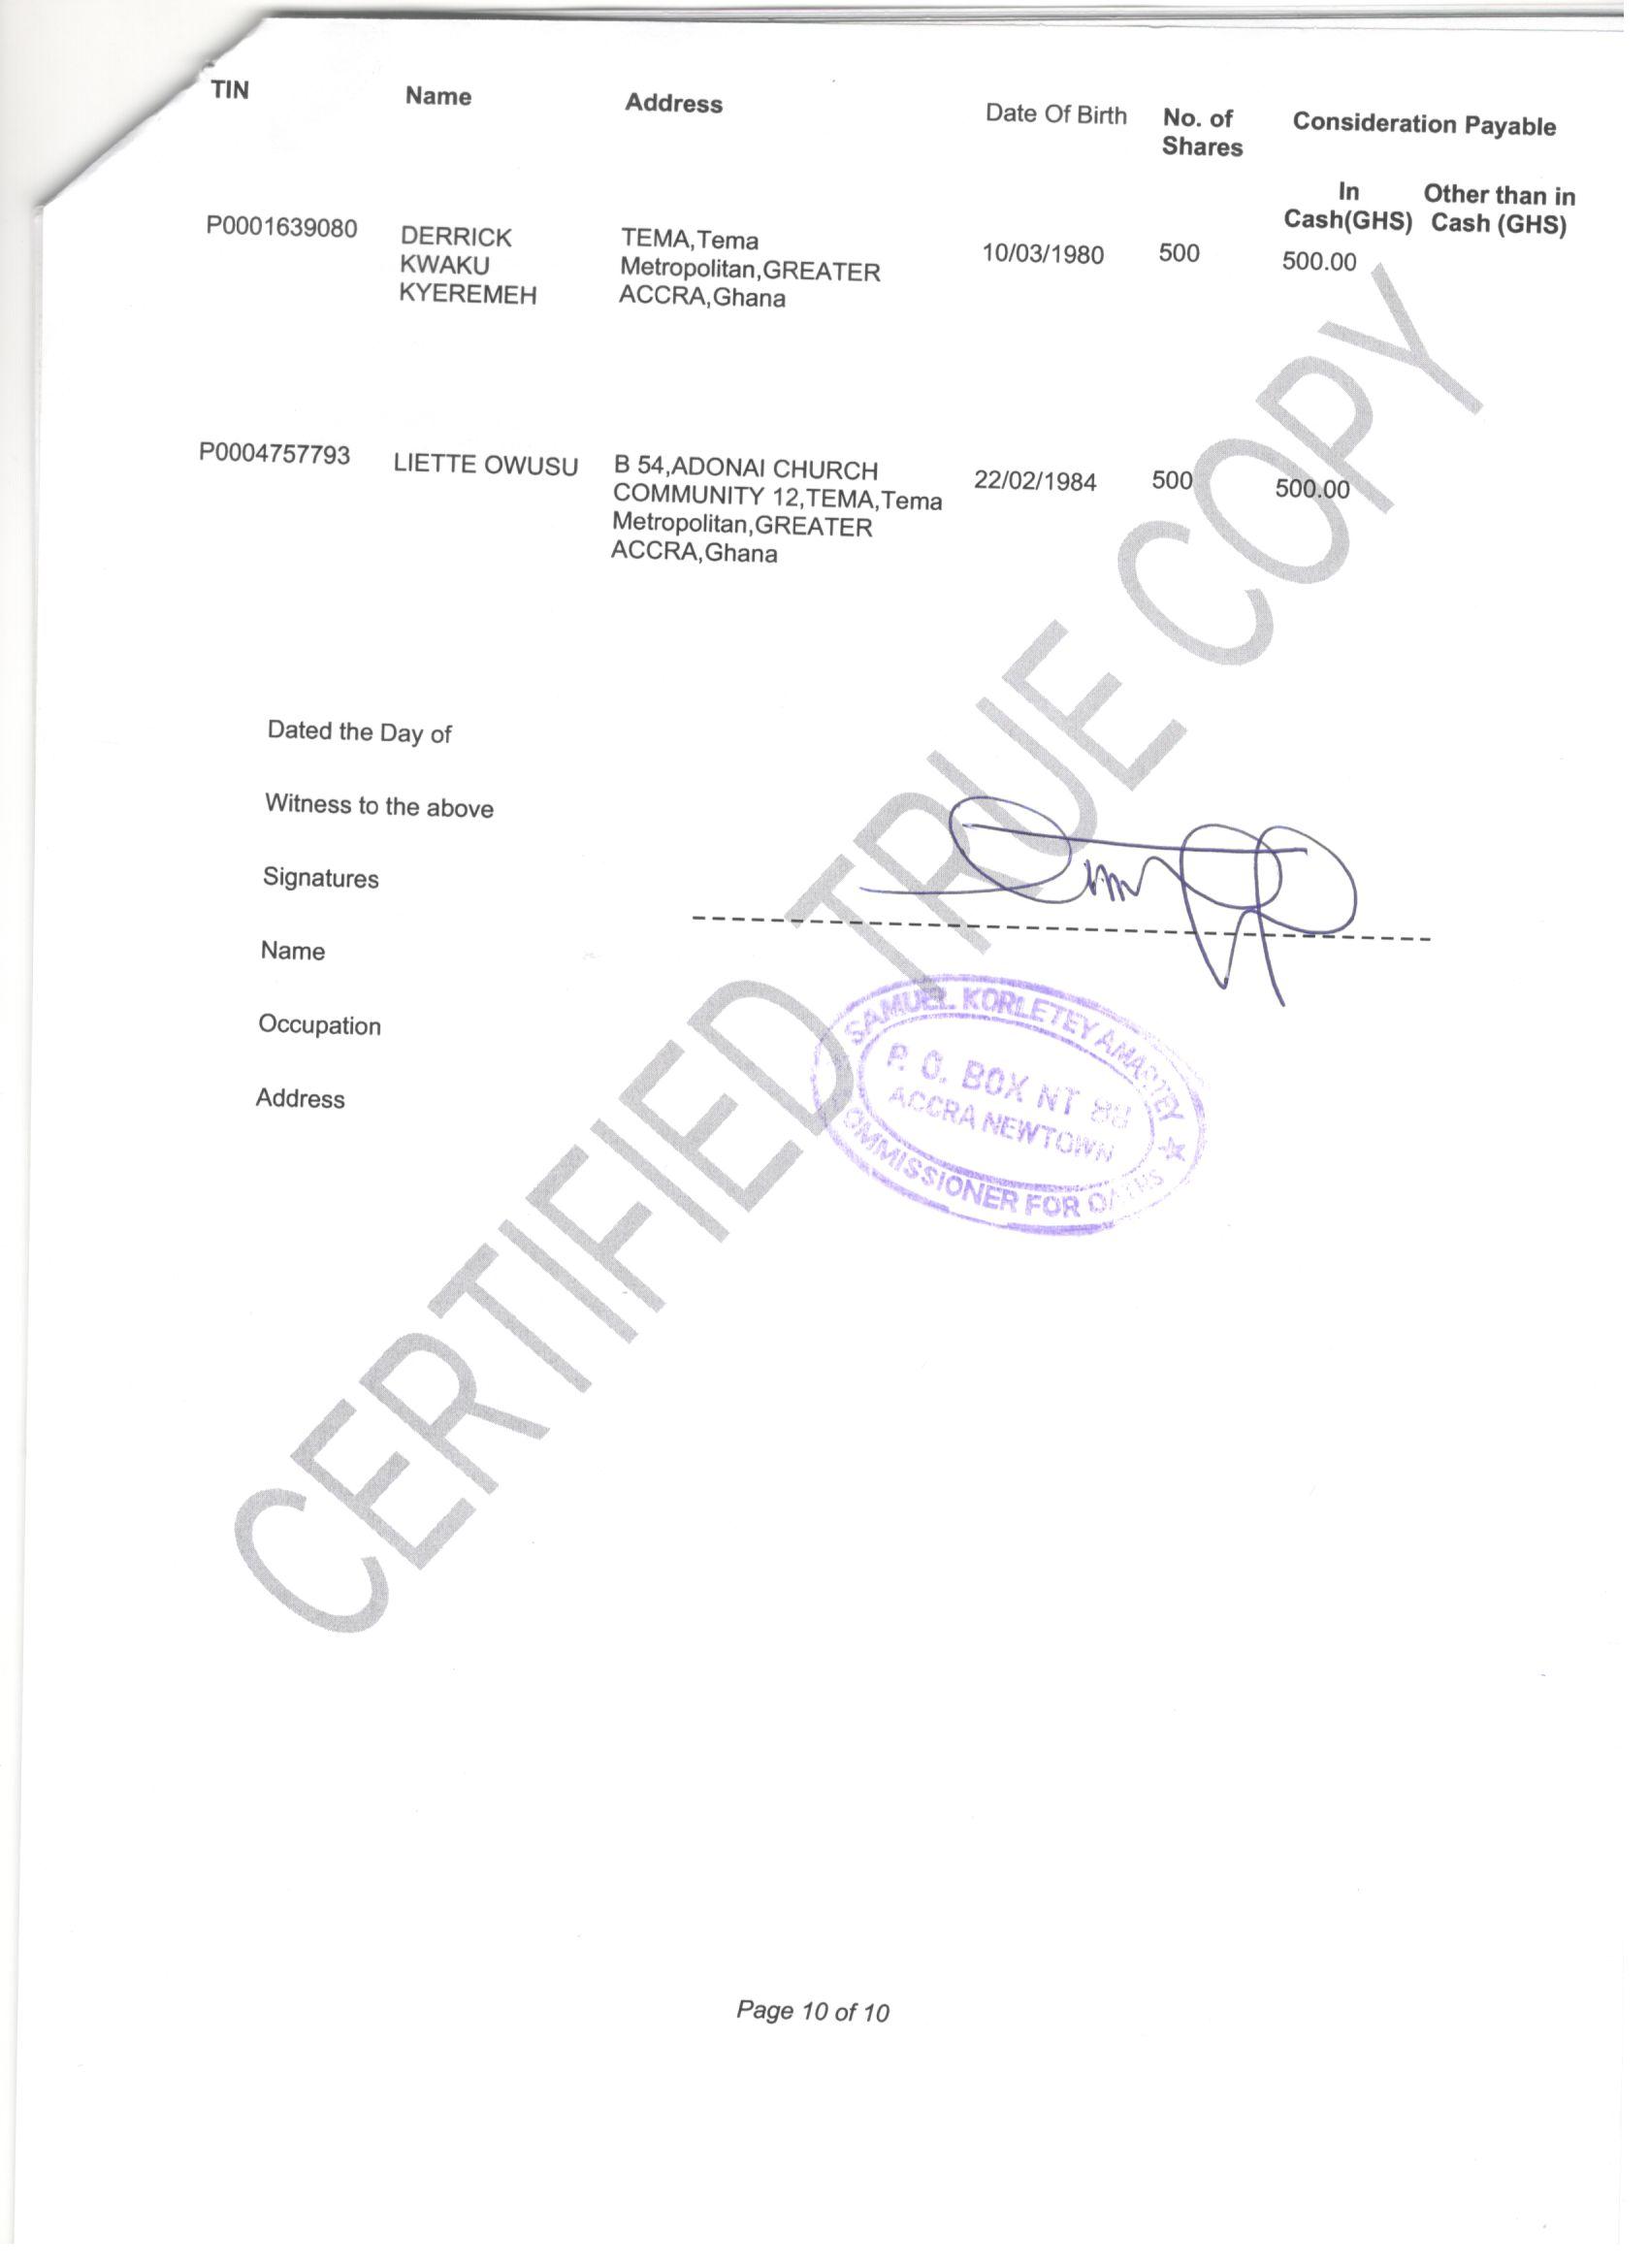 TIN Name Address Date Of Birth No. of Shares Consideration Payable
In Cash(GHS) Other than in Cash (GHS)
P0001639080 DERRICK TEMA,Tema 10/03/1980 500 500.00
KWAKU Metropolitan,GREATER
KYEREMEH ACCRA,Ghana
P0004757793 LIETTE OWUSU B 54,ADONAI CHURCH 22/02/1984 500 500.00
COMMUNITY 12,TEMA,Tema
Metropolitan,GREATER
ACCRA,Ghana
Dated the Day of
Witness to the above
Signatures
Name
Occupation
Address
SAMUEL KORLETEY
P. O. BOX NT 88
ACCRA NEWTOWN
COMMISSIONER FOR OATHS
CERTIFIED TRUE COPY
Page 10 of 10